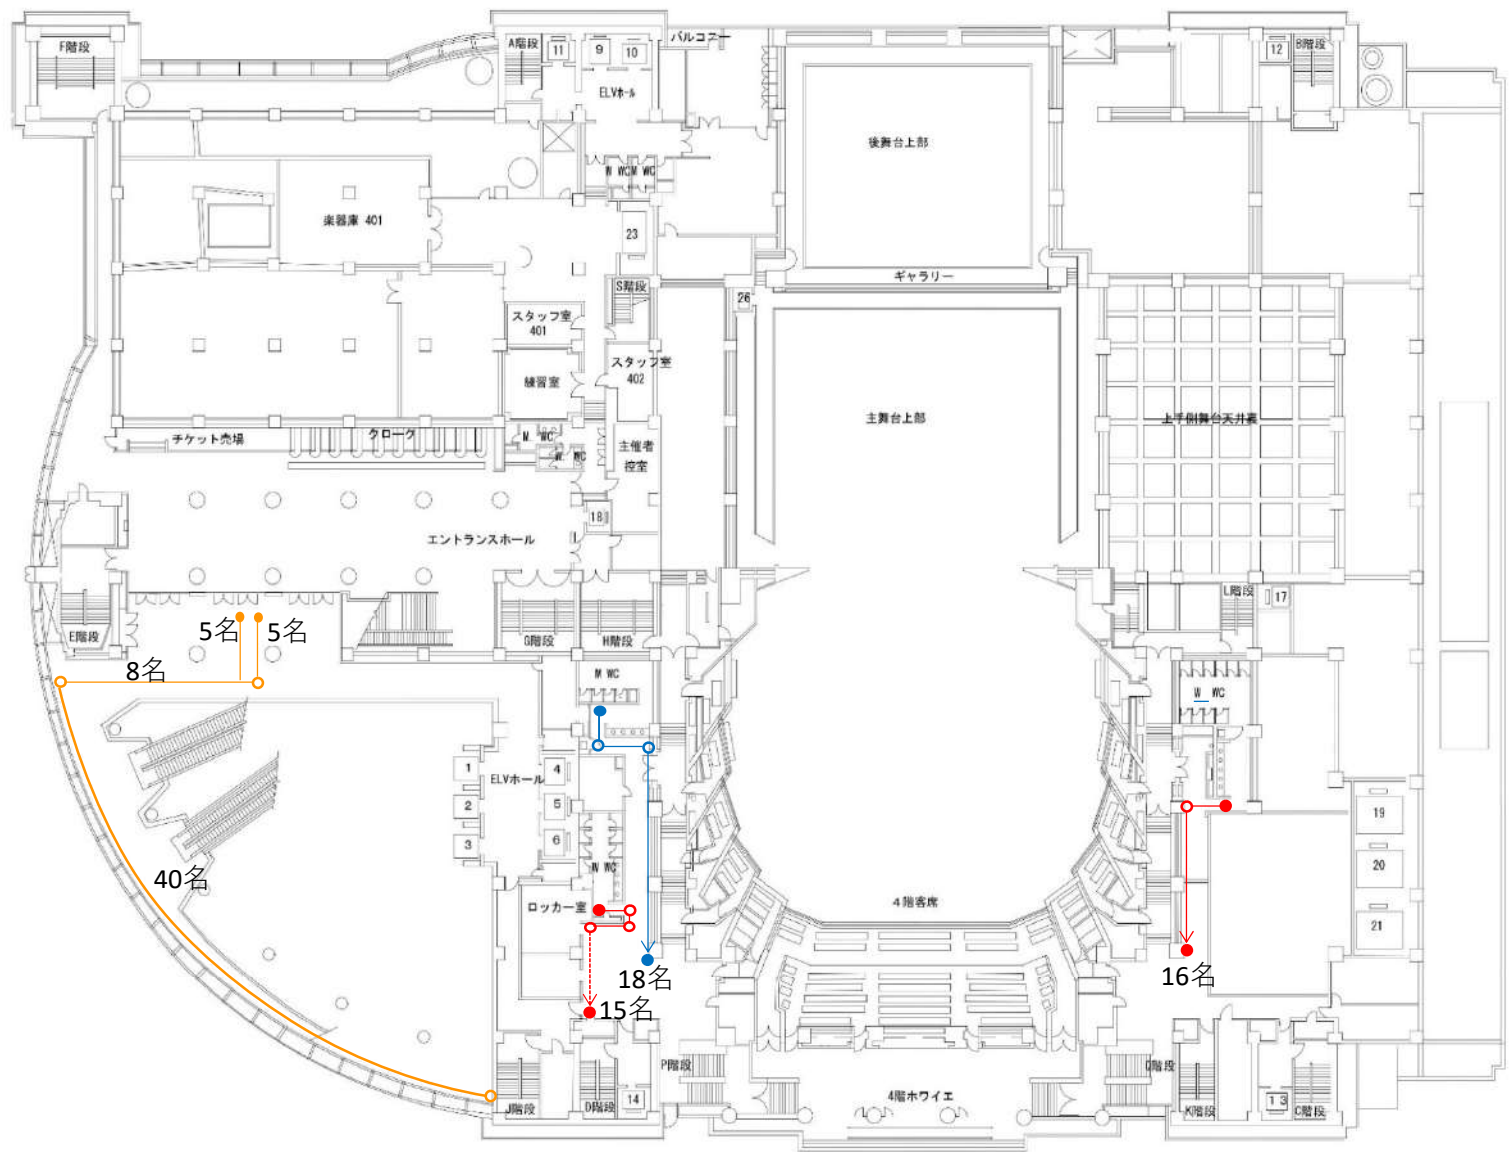 F階段
A階段
11
9
10
バルコニー
12
B階段
ELVホール
後舞台上部
W WC
M WC
楽器庫 401
23
ギャラリー
S階段
26
スタッフ室
401
スタッフ室
402
練習室
主舞台上部
上手側舞台天井裏
チケット売場
クローク
M. WC
W. WC
主催者
控室
18
エントランスホール
L階段
17
E階段
5名
5名
G階段
H階段
8名
M WC
W WC
1
ELVホール
4
2
5
3
6
19
20
21
W WC
40名
ロッカー室
4階客席
18名
15名
16名
P階段
Q階段
J階段
D階段
14
4階ホワイエ
K階段
13
C階段